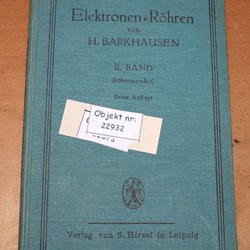 Elektronen-Röhren
von
H. BARKHAUSEN
II. BAND
(Röhrensender)
Dritte Auflage
Objekt nr:
22932
Verlag von S. Hirzel in Leipzig